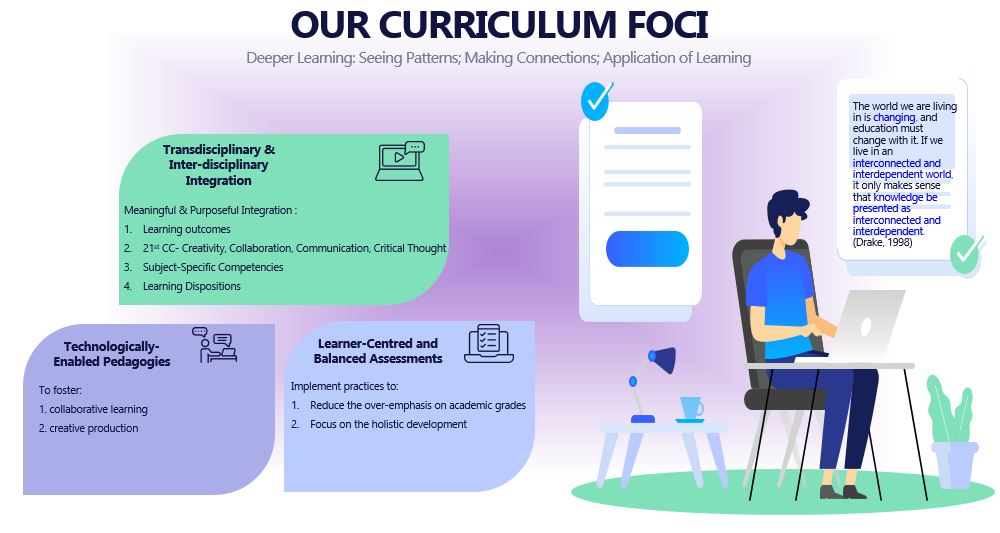 OUR CURRICULUM FOCI
Deeper Learning: Seeing Patterns; Making Connections; Application of Learning
Transdisciplinary &
Inter-disciplinary
Integration
Meaningful & Purposeful Integration :
1. Learning outcomes
2. 21st CC- Creativity, Collaboration, Communication, Critical Thought
3. Subject-Specific Competencies
4. Learning Dispositions
Technologically-
Enabled Pedagogies
To foster:
1. collaborative learning
2. creative production
Learner-Centred and
Balanced Assessments
Implement practices to:
1. Reduce the over-emphasis on academic grades
2. Focus on the holistic development
The world we are living
in is changing, and
education must
change with it. If we
live in an
interconnected and
interdependent world,
it only makes sense
that knowledge be
presented as
interconnected and
interdependent.
(Drake, 1998)